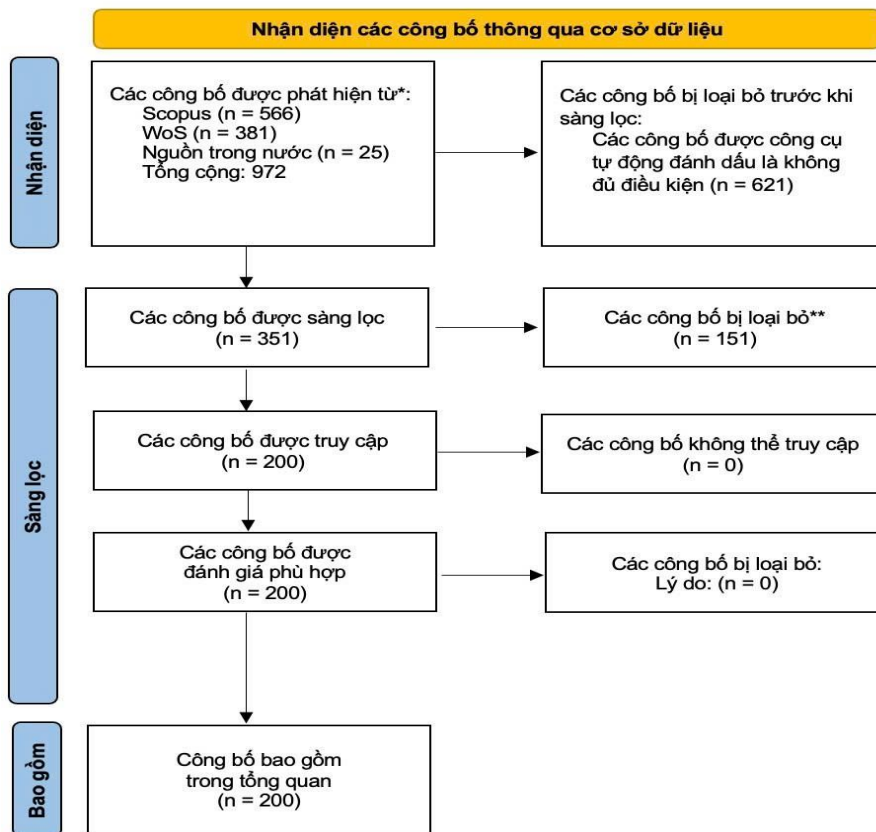 Nhận diện các công bố thông qua cơ sở dữ liệu
Nhận diện
Các công bố được phát hiện từ*:
Scopus (n = 566)
WoS (n = 381)
Nguồn trong nước (n = 25)
Tổng cộng: 972
Các công bố bị loại bỏ trước khi
sàng lọc:
Các công bố được công cụ
tự động đánh dấu là không
đủ điều kiện (n = 621)
Sàng lọc
Các công bố được sàng lọc
(n = 351)
Các công bố bị loại bỏ**
(n = 151)
Các công bố được truy cập
(n = 200)
Các công bố không thể truy cập
(n = 0)
Các công bố được
đánh giá phù hợp
(n = 200)
Các công bố bị loại bỏ:
Lý do: (n = 0)
Bao gồm
Công bố bao gồm
trong tổng quan
(n = 200)